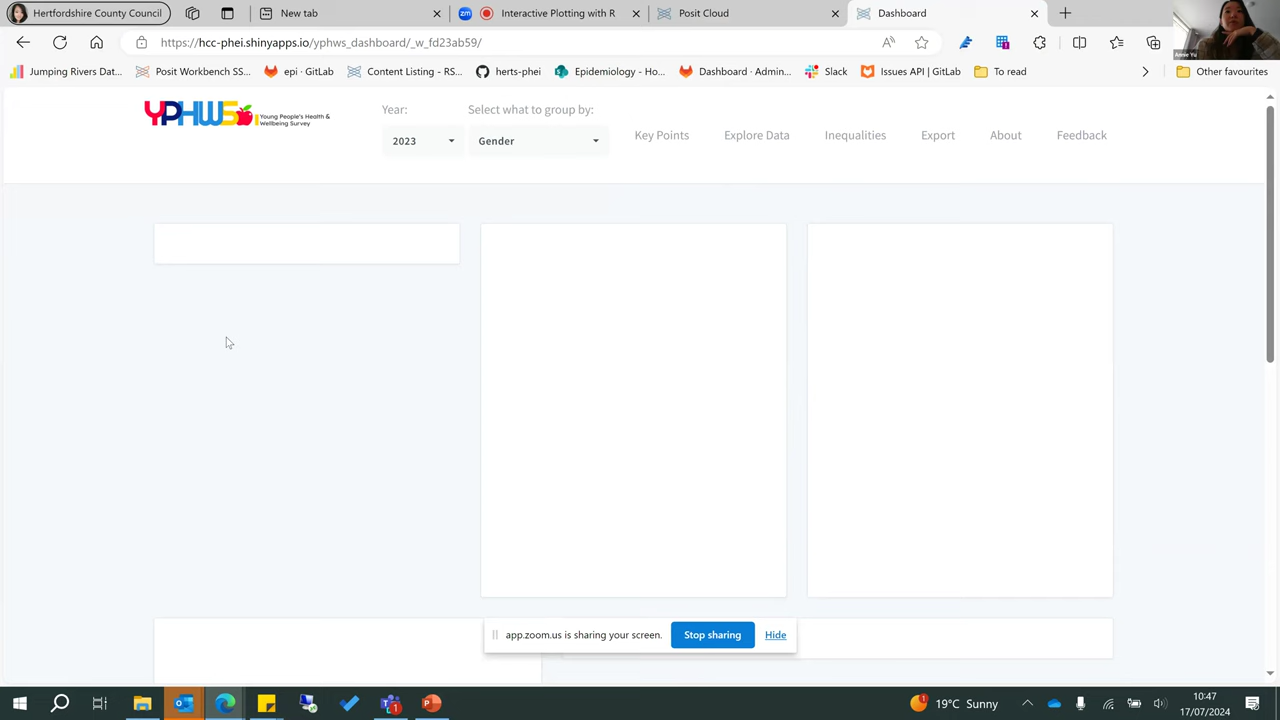 Hertfordshire County Council
New tab
zm
Interactive Plotting with R
Posit Cloud
Dashboard
https://hcc-phei.shinyapps.io/yphws_dashboard/_w_fd23ab59/
Annie Yu
Jumping Rivers Dat...
Posit Workbench SS...
epi · GitLab
Content Listing - RS...
herts-phei
Epidemiology - Ho...
Dashboard · Admin...
Slack
Issues API | GitLab
To read
Other favourites
YPHWS
Young People's Health &
Wellbeing Survey
Year:
Select what to group by:
2023
Gender
Key Points
Explore Data
Inequalities
Export
About
Feedback
app.zoom.us is sharing your screen.
Stop sharing
Hide
19°C Sunny
10:47
17/07/2024